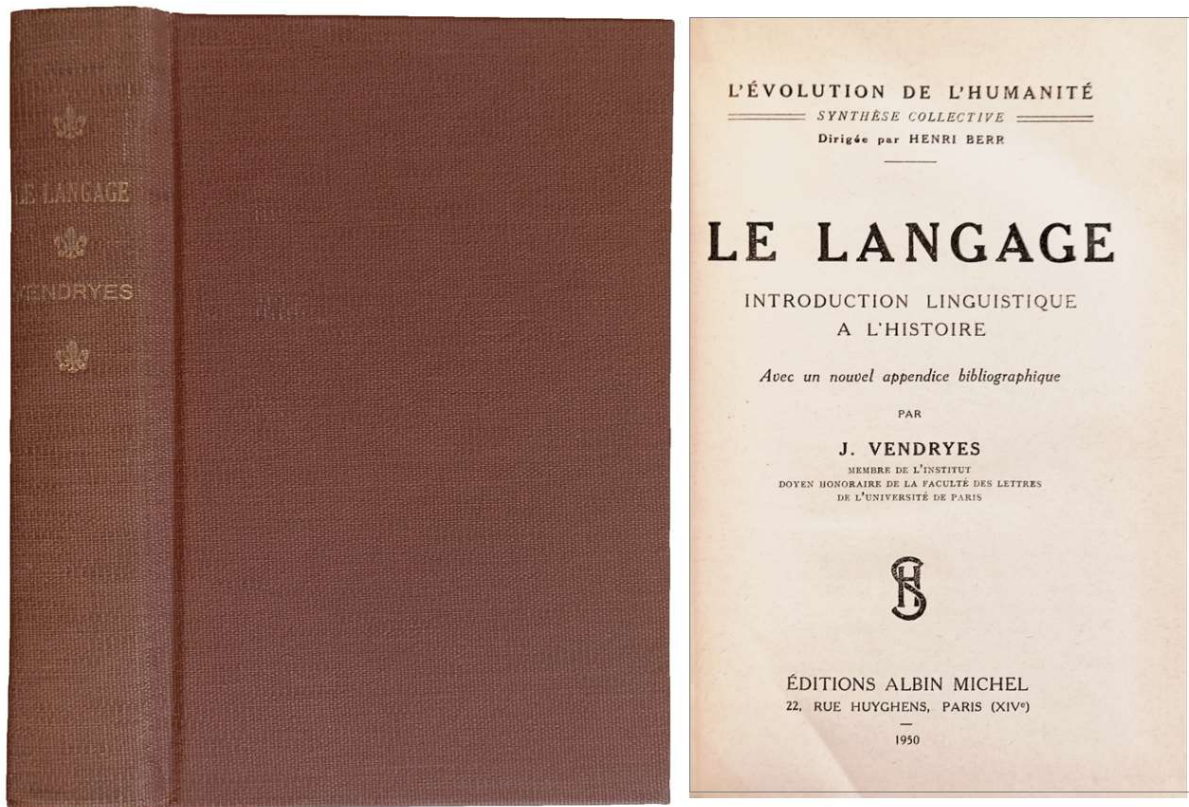 LE LANGAGE
VENDRYES
L'ÉVOLUTION DE L'HUMANITÉ
SYNTHÈSE COLLECTIVE
Dirigée par HENRI BERR
LE LANGAGE
INTRODUCTION LINGUISTIQUE
A L'HISTOIRE
Avec un nouvel appendice bibliographique
PAR
J. VENDRYES
MEMBRE DE L'INSTITUT
DOYEN HONORAIRE DE LA FACULTÉ DES LETTRES
DE L'UNIVERSITÉ DE PARIS
ÉDITIONS ALBIN MICHEL
22, RUE HUYGHENS, PARIS (XIVᵉ)
1950